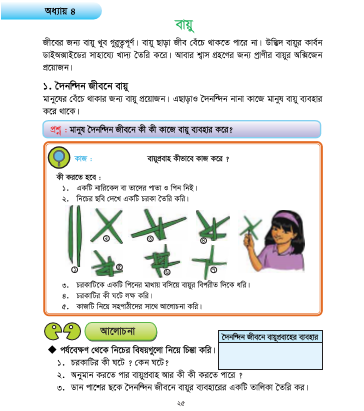 অধ্যায় ৪
বায়ু
জীবের জন্য বায়ু খুব গুরুত্বপূর্ণ। বায়ু ছাড়া জীব বেঁচে থাকতে পারে না। উদ্ভিদ বায়ুর কার্বন
ডাইঅক্সাইডের সাহায্যে খাদ্য তৈরি করে। আবার শ্বাস গ্রহণের জন্য প্রাণীর বায়ুর অক্সিজেন
প্রয়োজন।
১. দৈনন্দিন জীবনে বায়ু
মানুষের বেঁচে থাকার জন্য বায়ু প্রয়োজন। এছাড়াও দৈনন্দিন নানা কাজে মানুষ বায়ু ব্যবহার
করে থাকে।
প্রশ্ন : মানুষ দৈনন্দিন জীবনে কী কী কাজে বায়ু ব্যবহার করে?
কাজ : বায়ুপ্রবাহ কীভাবে কাজ করে ?
কী করতে হবে :
১. একটি নারিকেল বা তালের পাতা ও পিন নিই।
২. নিচের ছবি দেখে একটি চরকা তৈরি করি।
৩. চরকাটিকে একটি পিনের মাথায় বসিয়ে বায়ুর বিপরীত দিকে ধরি।
৪. চরকাটির কী ঘটে লক্ষ করি।
৫. কাজটি নিয়ে সহপাঠীদের সাথে আলোচনা করি।
আলোচনা
দৈনন্দিন জীবনে বায়ুপ্রবাহের ব্যবহার
◆ পর্যবেক্ষণ থেকে নিচের বিষয়গুলো নিয়ে চিন্তা করি।
১. চরকাটির কী ঘটে ? কেন ঘটে?
২. অনুমান করতে পার বায়ুপ্রবাহ আর কী কী করতে পারে ?
৩. ডান পাশের ছকে দৈনন্দিন জীবনে বায়ুর ব্যবহারের একটি তালিকা তৈরি কর।
২৫